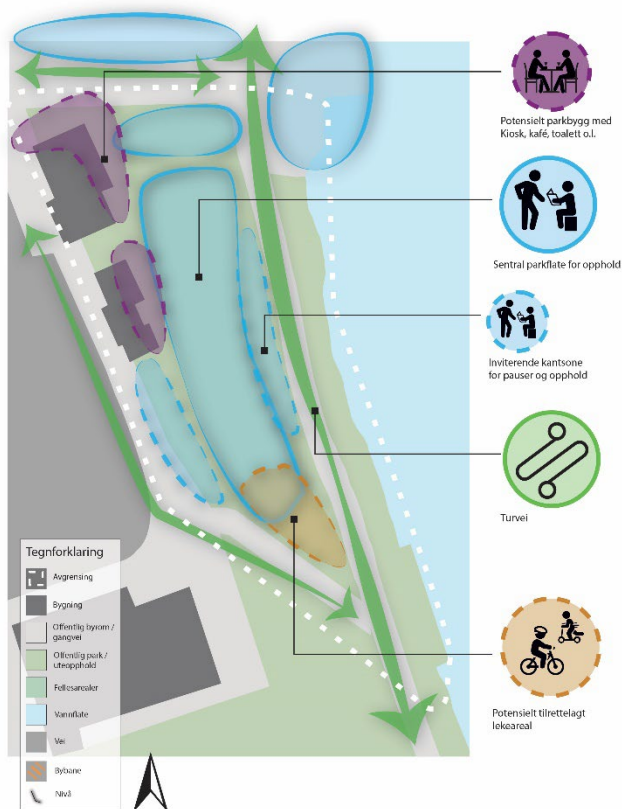 Potensielt parkbygg med
Kiosk, kafé, toalett o.l.
Sentral parkflate for opphold
Inviterende kantsone
for pauser og opphold
Turvei
Potensielt tilrettelagt
lekeareal
Tegnforklaring
Avgrensing
Bygning
Offentlig byrom /
gangvei
Offentlig park /
uteopphold
Fellesarealer
Vannflate
Vei
Bybane
Nivå